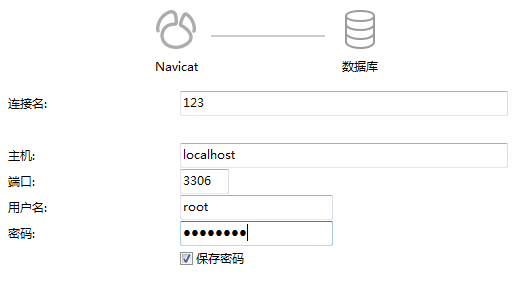 Navicat 数据库
连接名: 123
主机: localhost
端口: 3306
用户名: root
密码: ●●●●●●●●
保存密码